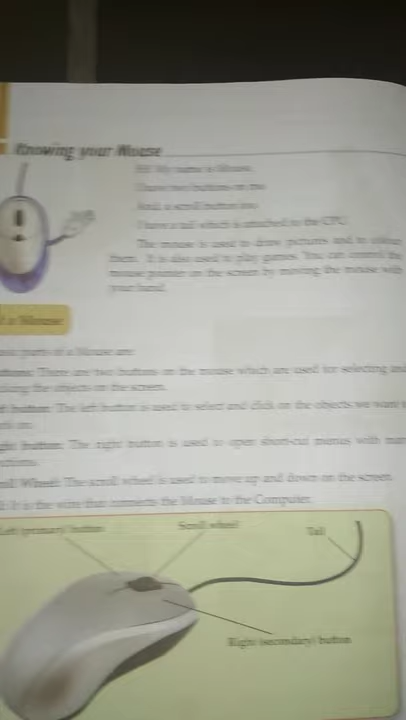 Knowing your Mouse
Hi! My name is Mouse.
I have two buttons on me
And, a scroll button too
I have a tail which is attached to the CPU.
The mouse is used to draw pictures and to colour
them. It is also used to play games. You can control the
mouse pointer on the screen by moving the mouse with
your hand.
a Mouse
parts of a Mouse are:
There are two buttons on the mouse which are used for selecting and
the objects on the screen.
button: The left button is used to select and click on the objects we want
button: The right button is used to open short-cut menus with
Wheel: The scroll wheel is used to move up and down on the screen.
It is the wire that connects the Mouse to the Computer.
Left (primary) button
Scroll wheel
Tail
Right (secondary) button